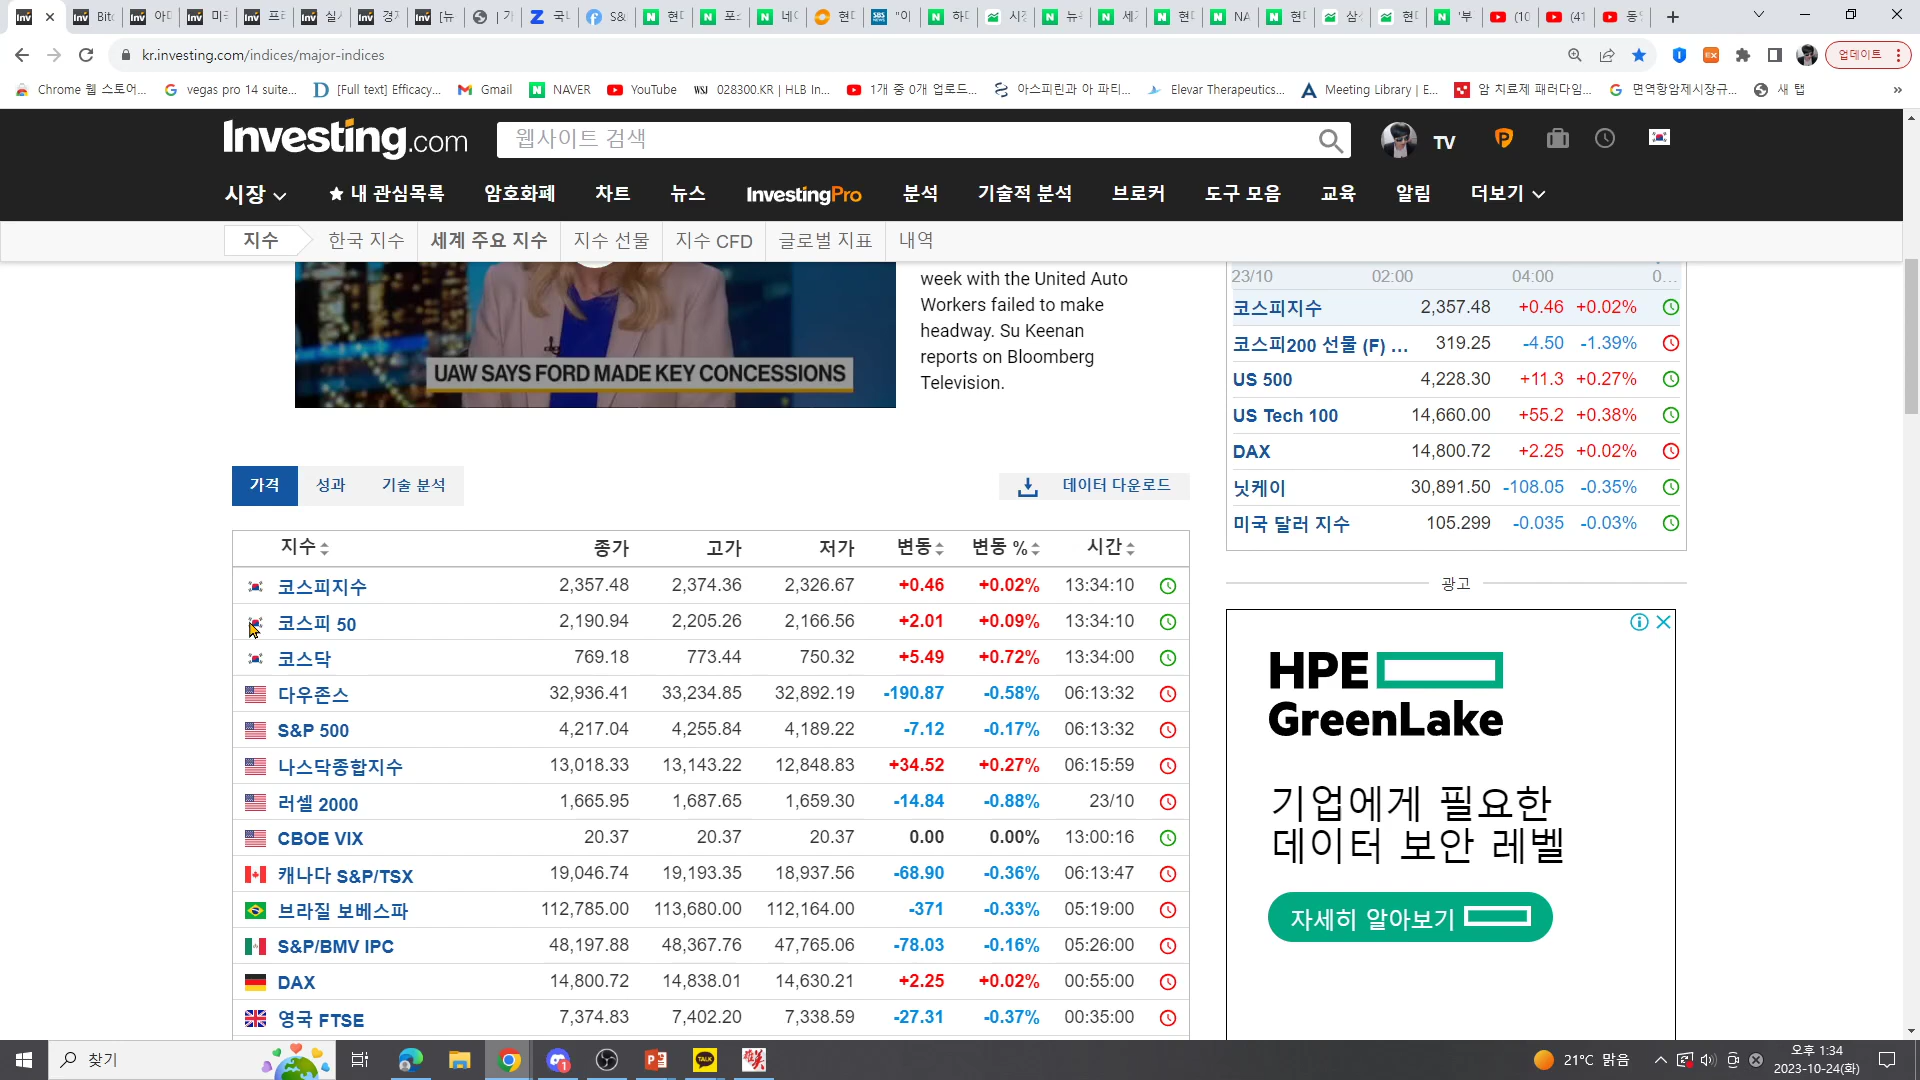 kr.investing.com/indices/major-indices
업데이트
Chrome 웹 스토어... vegas pro 14 suite... [Full text] Efficacy... Gmail NAVER YouTube 028300.KR | HLB In... 1개 중 0개 업로드... 아스피린과 아 파티... Elevar Therapeutics... Meeting Library | E... 암 치료제 패러다임... 면역항암제시장규... 새 탭
Investing.com
웹사이트 검색
TV
시장 내 관심목록 암호화폐 차트 뉴스 InvestingPro 분석 기술적 분석 브로커 도구 모음 교육 알림 더보기
지수 한국 지수 세계 주요 지수 지수 선물 지수 CFD 글로벌 지표 내역
UAW SAYS FORD MADE KEY CONCESSIONS
week with the United Auto
Workers failed to make
headway. Su Keenan
reports on Bloomberg
Television.
23/10 02:00 04:00 0...
코스피지수 2,357.48 +0.46 +0.02%
코스피200 선물 (F) ... 319.25 -4.50 -1.39%
US 500 4,228.30 +11.3 +0.27%
US Tech 100 14,660.00 +55.2 +0.38%
DAX 14,800.72 +2.25 +0.02%
닛케이 30,891.50 -108.05 -0.35%
미국 달러 지수 105.299 -0.035 -0.03%
가격 성과 기술 분석
데이터 다운로드
지수 종가 고가 저가 변동 변동 % 시간
코스피지수 2,357.48 2,374.36 2,326.67 +0.46 +0.02% 13:34:10
코스피 50 2,190.94 2,205.26 2,166.56 +2.01 +0.09% 13:34:10
코스닥 769.18 773.44 750.32 +5.49 +0.72% 13:34:00
다우존스 32,936.41 33,234.85 32,892.19 -190.87 -0.58% 06:13:32
S&P 500 4,217.04 4,255.84 4,189.22 -7.12 -0.17% 06:13:32
나스닥종합지수 13,018.33 13,143.22 12,848.83 +34.52 +0.27% 06:15:59
러셀 2000 1,665.95 1,687.65 1,659.30 -14.84 -0.88% 23/10
CBOE VIX 20.37 20.37 20.37 0.00 0.00% 13:00:16
캐나다 S&P/TSX 19,046.74 19,193.35 18,937.56 -68.90 -0.36% 06:13:47
브라질 보베스파 112,785.00 113,680.00 112,164.00 -371 -0.33% 05:19:00
S&P/BMV IPC 48,197.88 48,367.76 47,765.06 -78.03 -0.16% 05:26:00
DAX 14,800.72 14,838.01 14,630.21 +2.25 +0.02% 00:55:00
영국 FTSE 7,374.83 7,402.20 7,338.59 -27.31 -0.37% 00:35:00
광고
HPE
GreenLake
기업에게 필요한
데이터 보안 레벨
자세히 알아보기
찾기
21°C 맑음
오후 1:34
2023-10-24(화)